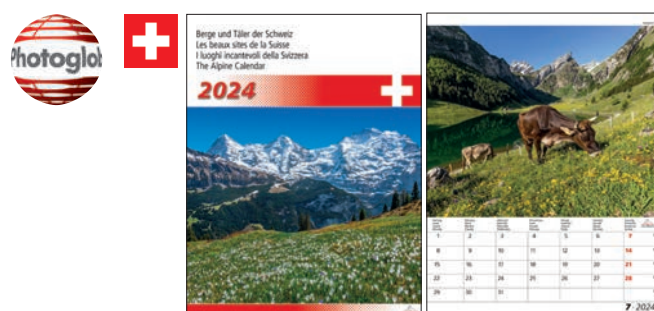 Photoglob
Berge und Täler der Schweiz
Les beaux sites de la Suisse
I luoghi incantevoli della Svizzera
The Alpine Calendar
2024
1 2 3 4 5 6 7
8 9 10 11 12 13 14
15 16 17 18 19 20 21
22 23 24 25 26 27 28
29 30 31
7-2024